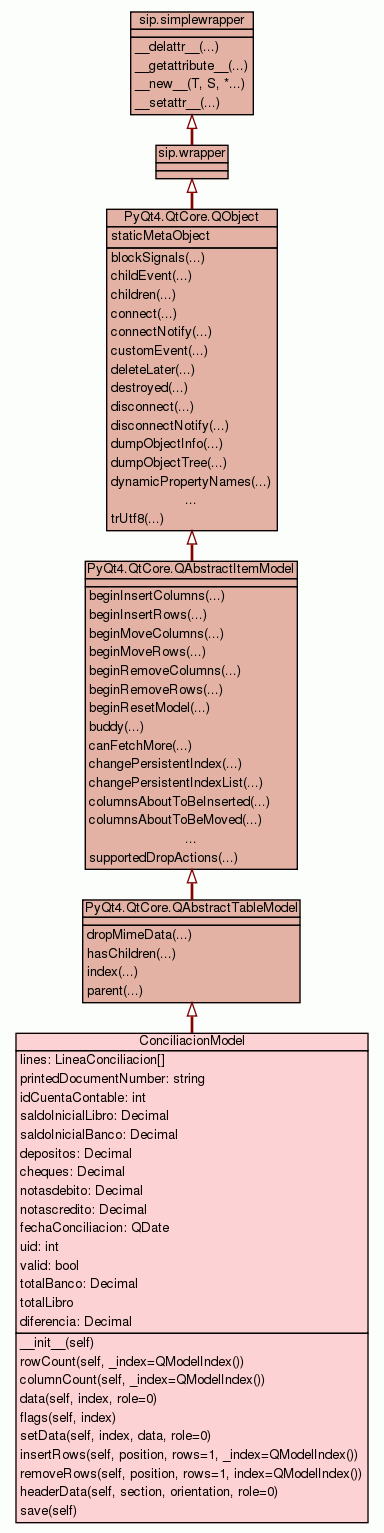 sip.simplewrapper
__delattr__(...)
__getattribute__(...)
__new__(T, S, *...)
__setattr__(...)
sip.wrapper
PyQt4.QtCore.QObject
staticMetaObject
blockSignals(...)
childEvent(...)
children(...)
connect(...)
connectNotify(...)
customEvent(...)
deleteLater(...)
destroyed(...)
disconnect(...)
disconnectNotify(...)
dumpObjectInfo(...)
dumpObjectTree(...)
dynamicPropertyNames(...)
...
trUtf8(...)
PyQt4.QtCore.QAbstractItemModel
beginInsertColumns(...)
beginInsertRows(...)
beginMoveColumns(...)
beginMoveRows(...)
beginRemoveColumns(...)
beginRemoveRows(...)
beginResetModel(...)
buddy(...)
canFetchMore(...)
changePersistentIndex(...)
changePersistentIndexList(...)
columnsAboutToBeInserted(...)
columnsAboutToBeMoved(...)
...
supportedDropActions(...)
PyQt4.QtCore.QAbstractTableModel
dropMimeData(...)
hasChildren(...)
index(...)
parent(...)
ConciliacionModel
lines: LineaConciliacion[]
printedDocumentNumber: string
idCuentaContable: int
saldoInicialLibro: Decimal
saldoInicialBanco: Decimal
depositos: Decimal
cheques: Decimal
notasdebito: Decimal
notascredito: Decimal
fechaConciliacion: QDate
uid: int
valid: bool
totalBanco: Decimal
totalLibro
diferencia: Decimal
__init__(self)
rowCount(self, _index=QModelIndex())
columnCount(self, _index=QModelIndex())
data(self, index, role=0)
flags(self, index)
setData(self, index, data, role=0)
insertRows(self, position, rows=1, _index=QModelIndex())
removeRows(self, position, rows=1, index=QModelIndex())
headerData(self, section, orientation, role=0)
save(self)